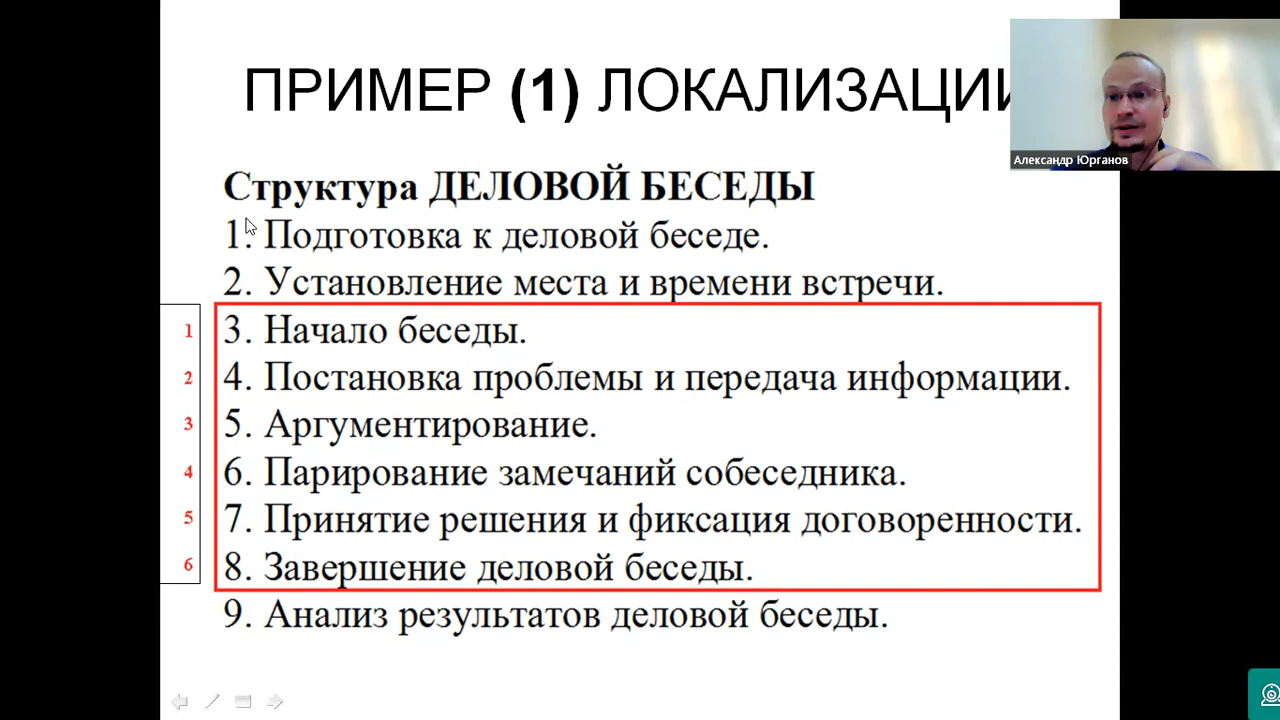 ПРИМЕР (1) ЛОКАЛИЗАЦИИ
Александр Юрганов
Структура ДЕЛОВОЙ БЕСЕДЫ
1. Подготовка к деловой беседе.
2. Установление места и времени встречи.
1 3. Начало беседы.
2 4. Постановка проблемы и передача информации.
3 5. Аргументирование.
4 6. Парирование замечаний собеседника.
5 7. Принятие решения и фиксация договоренности.
6 8. Завершение деловой беседы.
9. Анализ результатов деловой беседы.